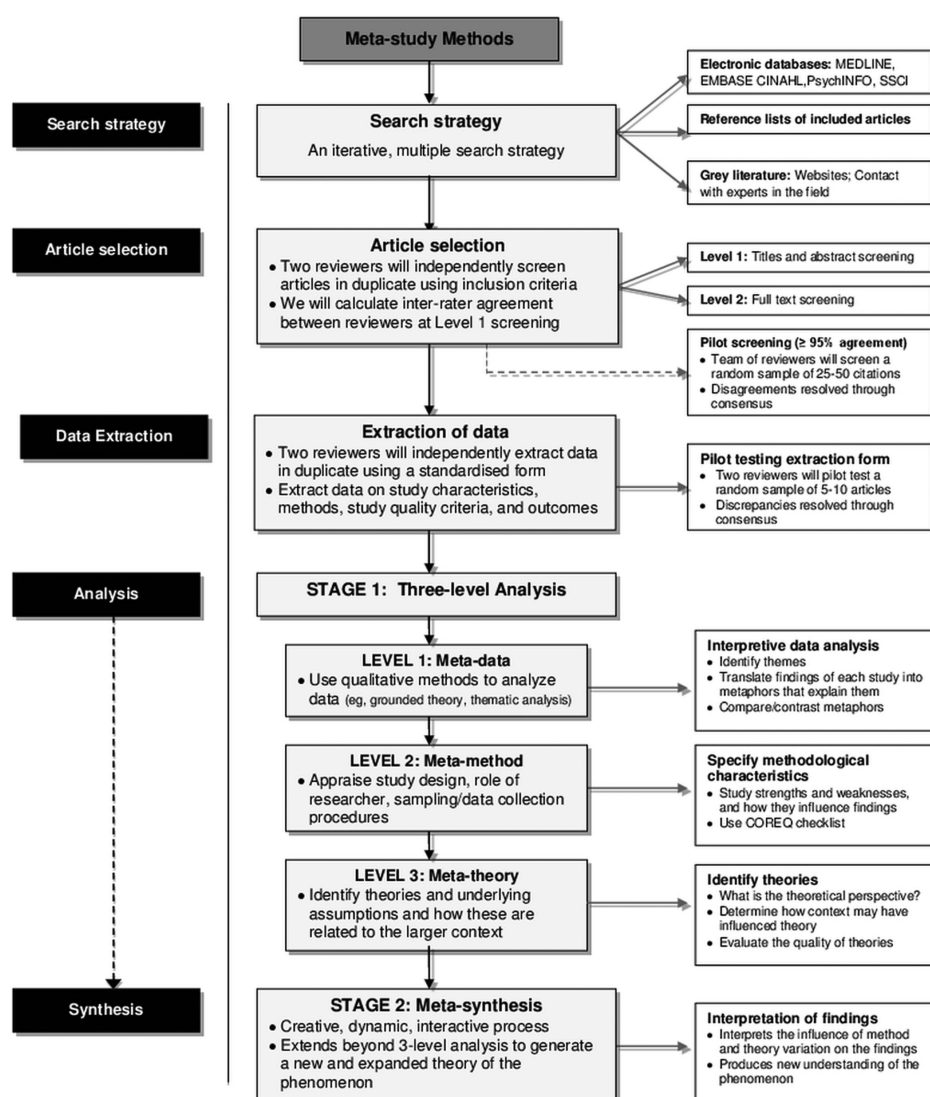 Meta-study Methods
Search strategy
Search strategy
An iterative, multiple search strategy
Electronic databases: MEDLINE,
EMBASE CINAHL,PsychINFO, SSCI
Reference lists of included articles
Grey literature: Websites; Contact
with experts in the field
Article selection
Article selection
• Two reviewers will independently screen
articles in duplicate using inclusion criteria
• We will calculate inter-rater agreement
between reviewers at Level 1 screening
Level 1: Titles and abstract screening
Level 2: Full text screening
Pilot screening (≥ 95% agreement)
• Team of reviewers will screen a
random sample of 25-50 citations
• Disagreements resolved through
consensus
Data Extraction
Extraction of data
• Two reviewers will independently extract data
in duplicate using a standardised form
• Extract data on study characteristics,
methods, study quality criteria, and outcomes
Pilot testing extraction form
• Two reviewers will pilot test a
random sample of 5-10 articles
• Discrepancies resolved through
consensus
Analysis
STAGE 1: Three-level Analysis
LEVEL 1: Meta-data
• Use qualitative methods to analyze
data (eg, grounded theory, thematic analysis)
Interpretive data analysis
• Identify themes
• Translate findings of each study into
metaphors that explain them
• Compare/contrast metaphors
LEVEL 2: Meta-method
• Appraise study design, role of
researcher, sampling/data collection
procedures
Specify methodological
characteristics
• Study strengths and weaknesses,
and how they influence findings
• Use COREQ checklist
LEVEL 3: Meta-theory
• Identify theories and underlying
assumptions and how these are
related to the larger context
Identify theories
• What is the theoretical perspective?
• Determine how context may have
influenced theory
• Evaluate the quality of theories
Synthesis
STAGE 2: Meta-synthesis
• Creative, dynamic, interactive process
• Extends beyond 3-level analysis to generate
a new and expanded theory of the
phenomenon
Interpretation of findings
• Interprets the influence of method
and theory variation on the findings
• Produces new understanding of the
phenomenon